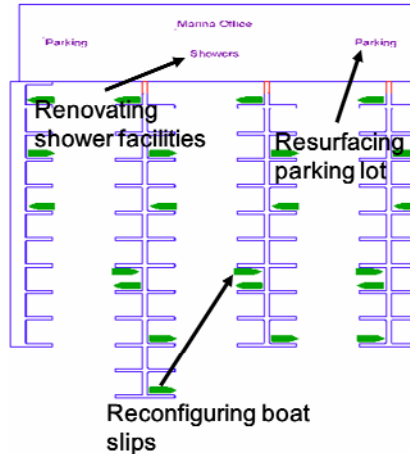 Marina Office
Parking
Parking
Showers
Renovating
shower facilities
Resurfacing
parking lot
Reconfiguring boat
slips